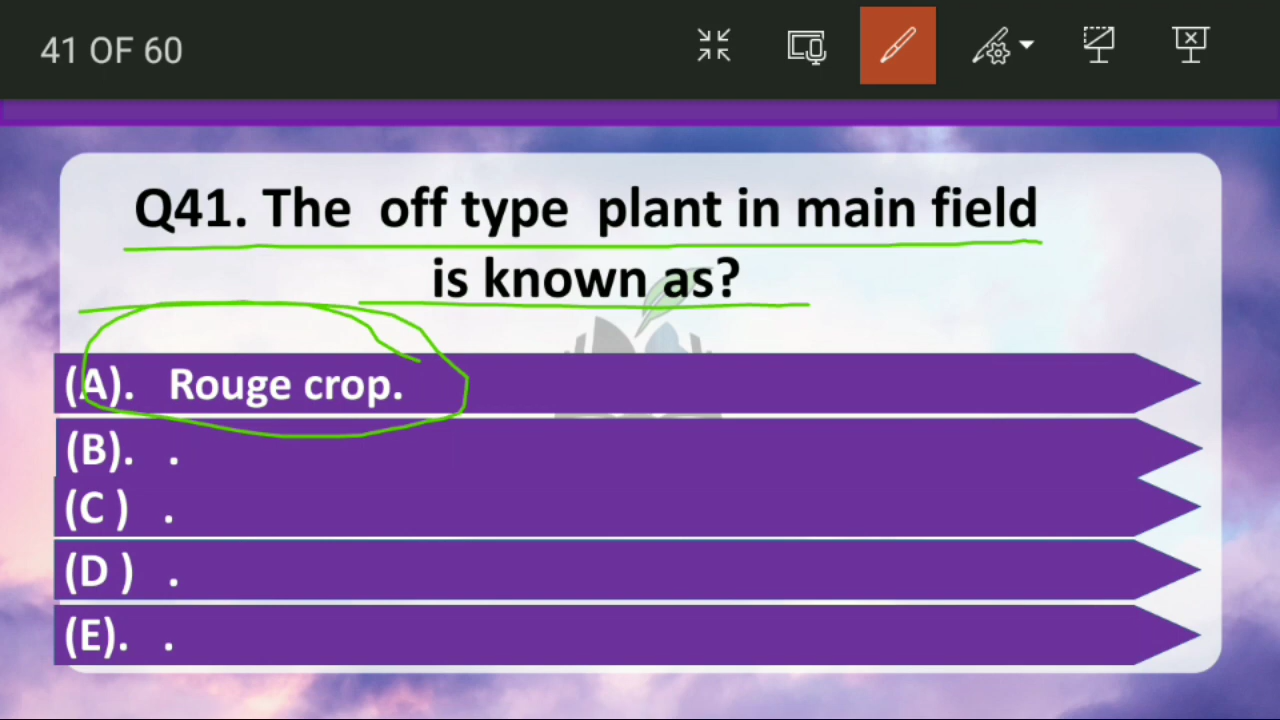 41 OF 60
Q41. The off type plant in main field
is known as?
(A). Rouge crop.
(B). .
(C ) .
(D ) .
(E). .